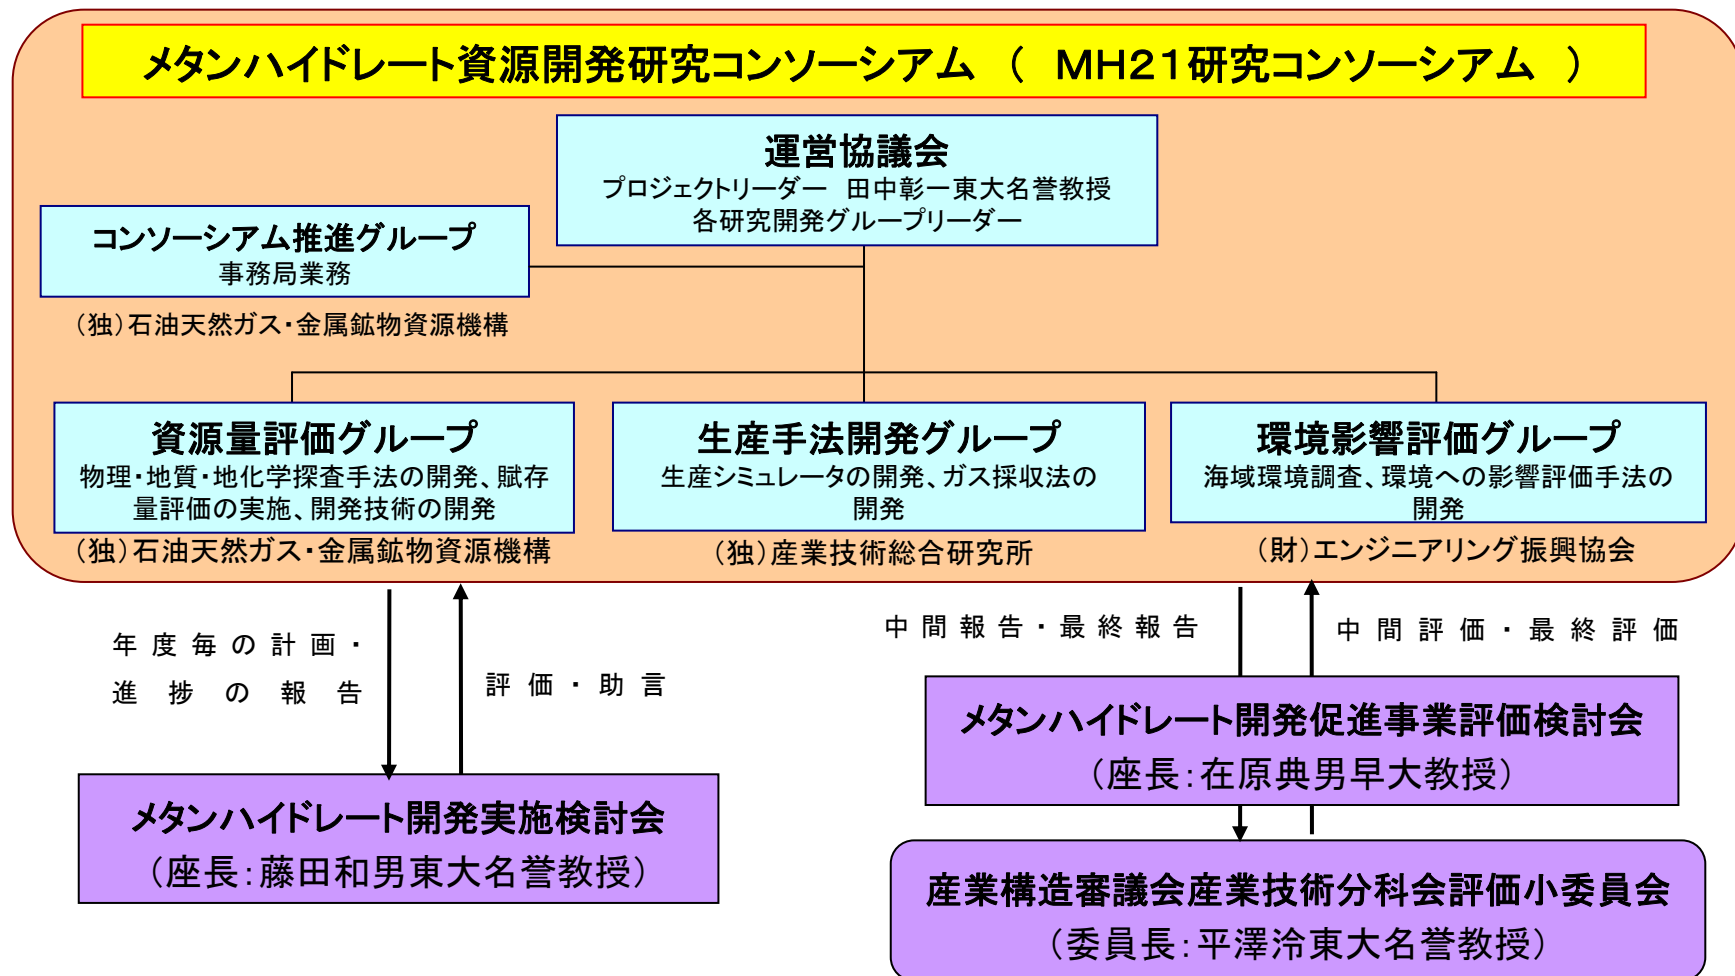 メタンハイドレート資源開発研究コンソーシアム （ MH21研究コンソーシアム ）
運営協議会
プロジェクトリーダー 田中彰一東大名誉教授
各研究開発グループリーダー
コンソーシアム推進グループ
事務局業務
（独）石油天然ガス・金属鉱物資源機構
資源量評価グループ
物理・地質・地化学探査手法の開発、賦存
量評価の実施、開発技術の開発
（独）石油天然ガス・金属鉱物資源機構
生産手法開発グループ
生産シミュレータの開発、ガス採収法の
開発
（独）産業技術総合研究所
環境影響評価グループ
海域環境調査、環境への影響評価手法の
開発
（財）エンジニアリング振興協会
年度毎の計画・
進捗の報告
評価・助言
中間報告・最終報告
中間評価・最終評価
メタンハイドレート開発実施検討会
（座長：藤田和男東大名誉教授）
メタンハイドレート開発促進事業評価検討会
（座長：在原典男早大教授）
産業構造審議会産業技術分科会評価小委員会
（委員長：平澤泠東大名誉教授）